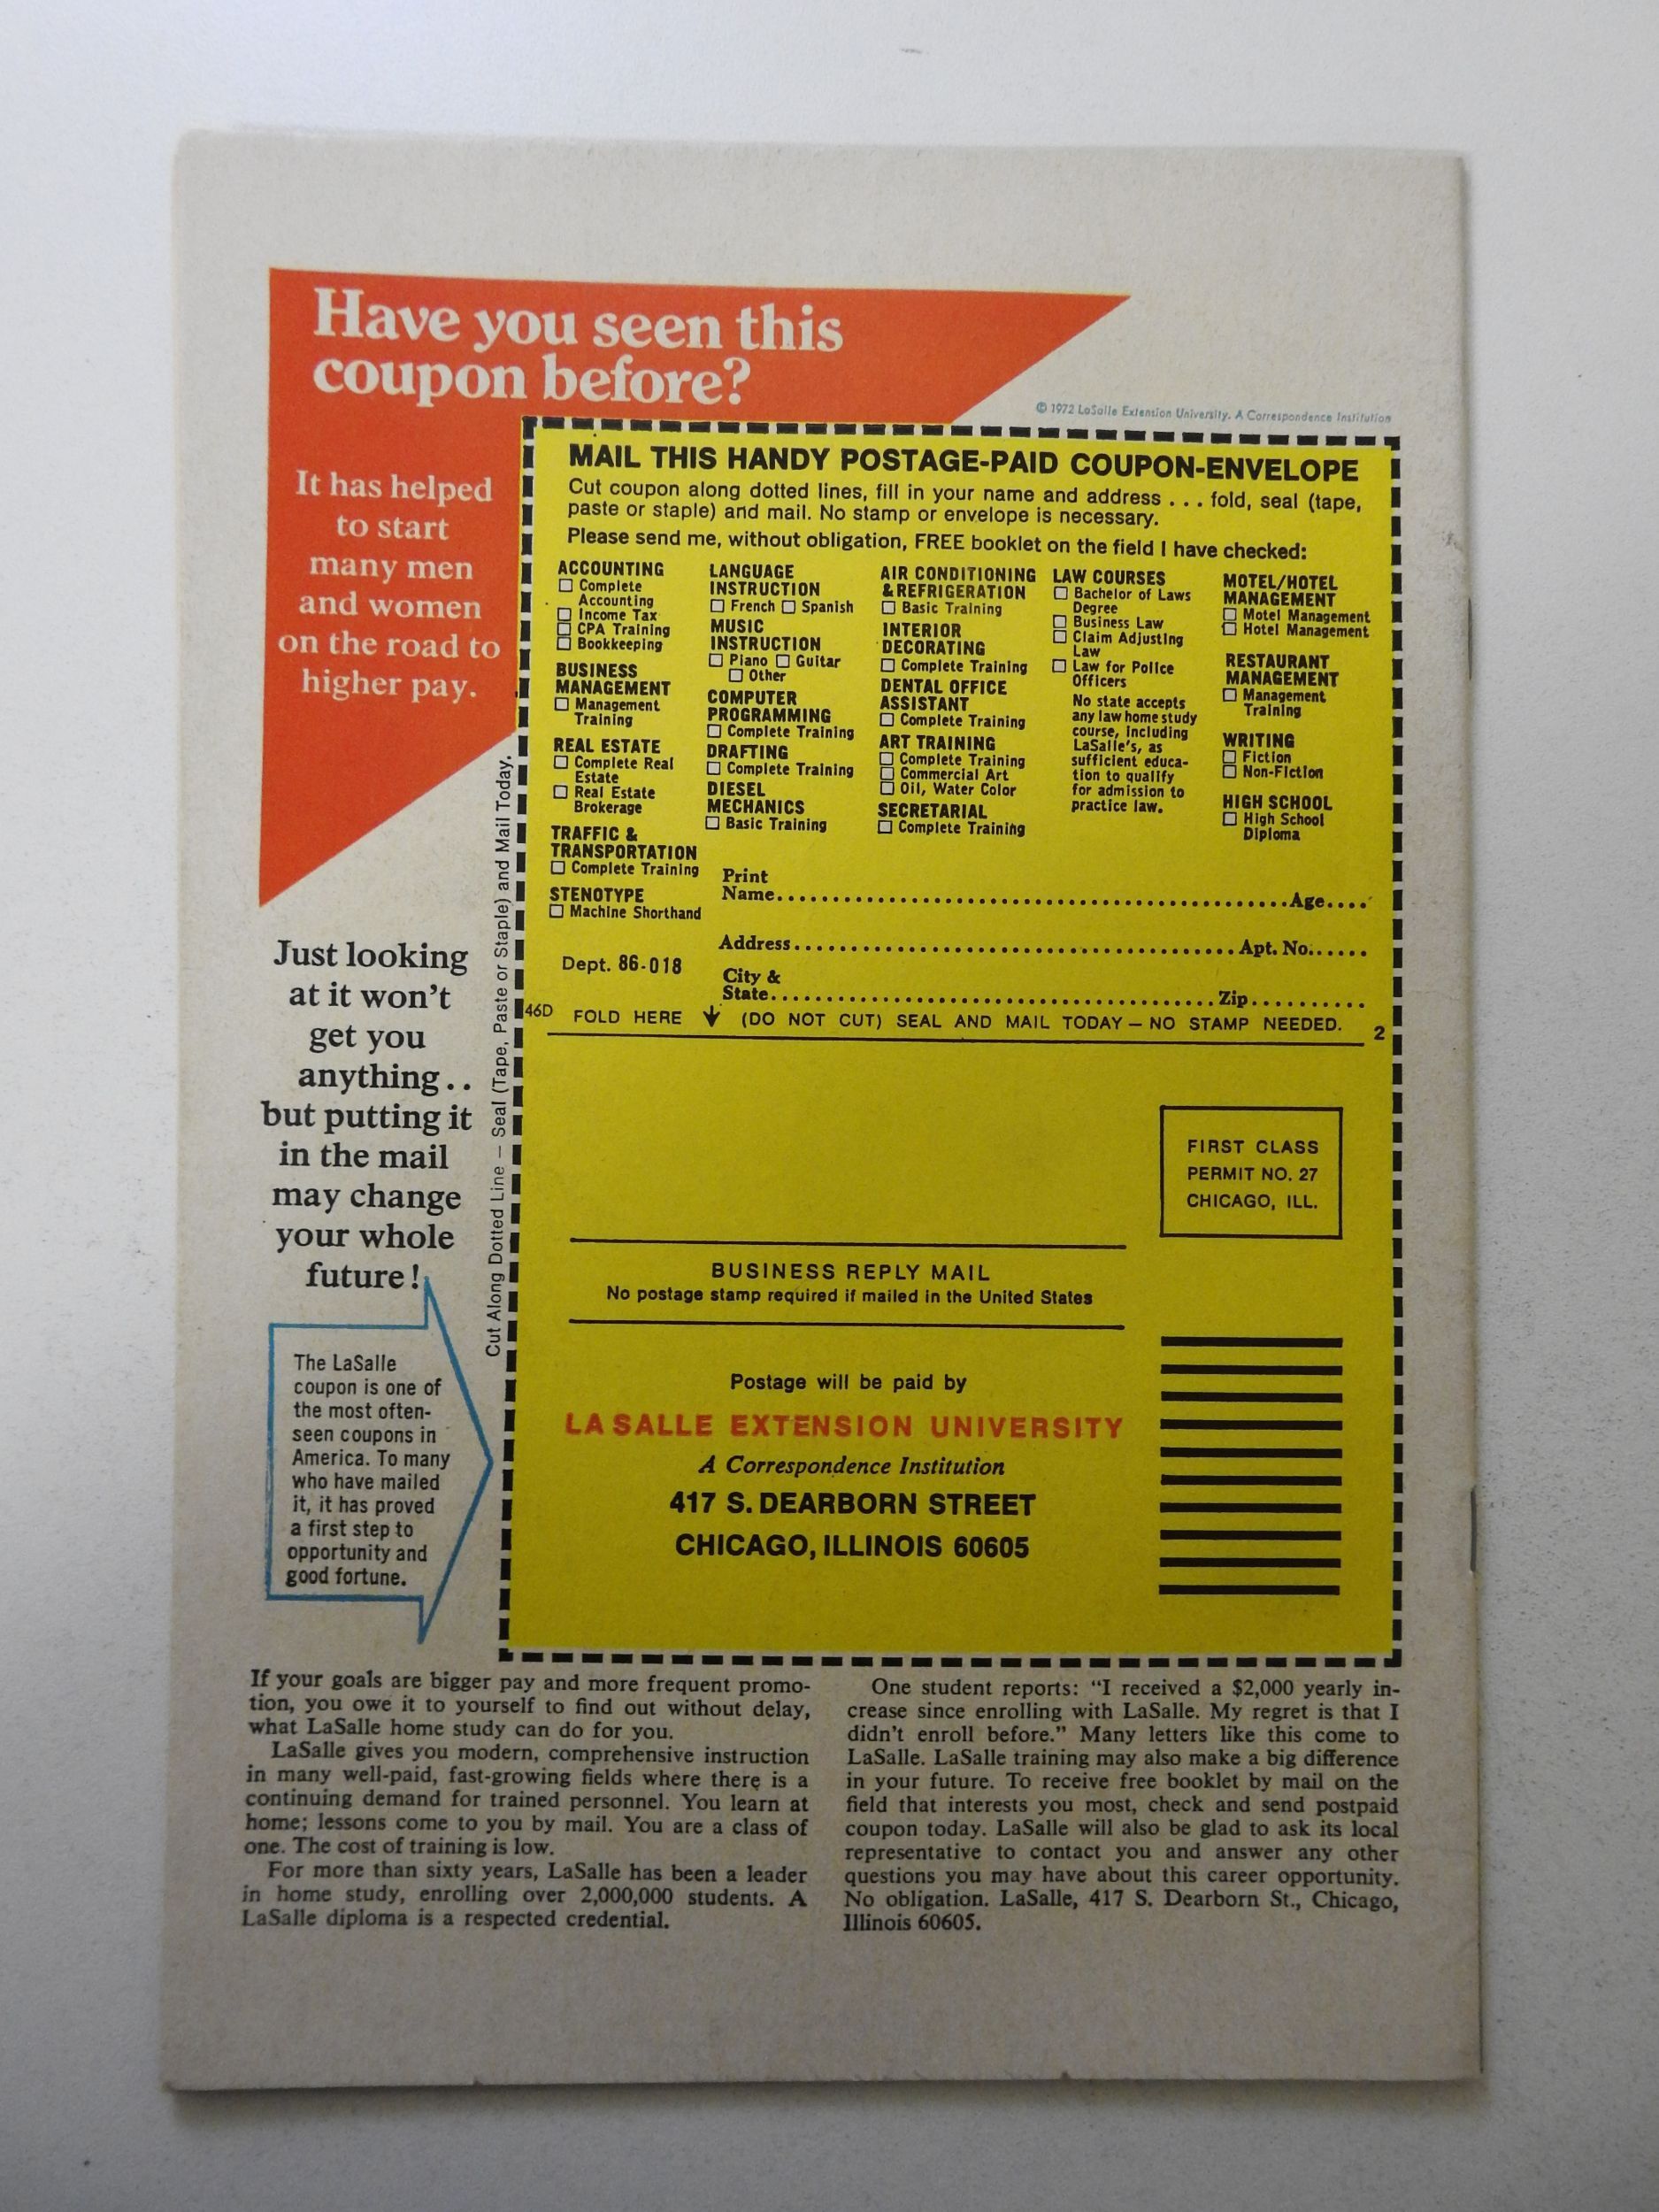 Have you seen this
coupon before?
© 1972 LaSalle Extension University. A Correspondence Institution
It has helped
to start
many men
and women
on the road to
higher pay.
Just looking
at it won't
get you
anything..
but putting it
in the mail
may change
your whole
future!
The LaSalle
coupon is one of
the most often-
seen coupons in
America. To many
who have mailed
it, it has proved
a first step to
opportunity and
good fortune.
Cut Along Dotted Line — Seal (Tape, Paste or Staple) and Mail Today.
MAIL THIS HANDY POSTAGE-PAID COUPON-ENVELOPE
Cut coupon along dotted lines, fill in your name and address . . . fold, seal (tape,
paste or staple) and mail. No stamp or envelope is necessary.
Please send me, without obligation, FREE booklet on the field I have checked:
ACCOUNTING
Complete
Accounting
Income Tax
CPA Training
Bookkeeping
BUSINESS
MANAGEMENT
Management
Training
REAL ESTATE
Complete Real
Estate
Real Estate
Brokerage
TRAFFIC &
TRANSPORTATION
Complete Training
STENOTYPE
Machine Shorthand
LANGUAGE
INSTRUCTION
French Spanish
MUSIC
INSTRUCTION
Piano Guitar
Other
COMPUTER
PROGRAMMING
Complete Training
DRAFTING
Complete Training
DIESEL
MECHANICS
Basic Training
AIR CONDITIONING
& REFRIGERATION
Basic Training
INTERIOR
DECORATING
Complete Training
DENTAL OFFICE
ASSISTANT
Complete Training
ART TRAINING
Complete Training
Commercial Art
Oil, Water Color
SECRETARIAL
Complete Training
LAW COURSES
Bachelor of Laws
Degree
Business Law
Claim Adjusting
Law
Law for Police
Officers
No state accepts
any law home study
course, including
LaSalle's, as
sufficient educa-
tion to qualify
for admission to
practice law.
MOTEL/HOTEL
MANAGEMENT
Motel Management
Hotel Management
RESTAURANT
MANAGEMENT
Management
Training
WRITING
Fiction
Non-Fiction
HIGH SCHOOL
High School
Diploma
Print
Name.......................................................Age....
Address...............................................Apt. No......
Dept. 86-018
City &
State................................................Zip..........
46D FOLD HERE ↓ (DO NOT CUT) SEAL AND MAIL TODAY — NO STAMP NEEDED. 2
FIRST CLASS
PERMIT NO. 27
CHICAGO, ILL.
BUSINESS REPLY MAIL
No postage stamp required if mailed in the United States
Postage will be paid by
LA SALLE EXTENSION UNIVERSITY
A Correspondence Institution
417 S. DEARBORN STREET
CHICAGO, ILLINOIS 60605
If your goals are bigger pay and more frequent promo-
tion, you owe it to yourself to find out without delay,
what LaSalle home study can do for you.
LaSalle gives you modern, comprehensive instruction
in many well-paid, fast-growing fields where there is a
continuing demand for trained personnel. You learn at
home; lessons come to you by mail. You are a class of
one. The cost of training is low.
For more than sixty years, LaSalle has been a leader
in home study, enrolling over 2,000,000 students. A
LaSalle diploma is a respected credential.
One student reports: "I received a $2,000 yearly in-
crease since enrolling with LaSalle. My regret is that I
didn't enroll before." Many letters like this come to
LaSalle. LaSalle training may also make a big difference
in your future. To receive free booklet by mail on the
field that interests you most, check and send postpaid
coupon today. LaSalle will also be glad to ask its local
representative to contact you and answer any other
questions you may have about this career opportunity.
No obligation. LaSalle, 417 S. Dearborn St., Chicago,
Illinois 60605.